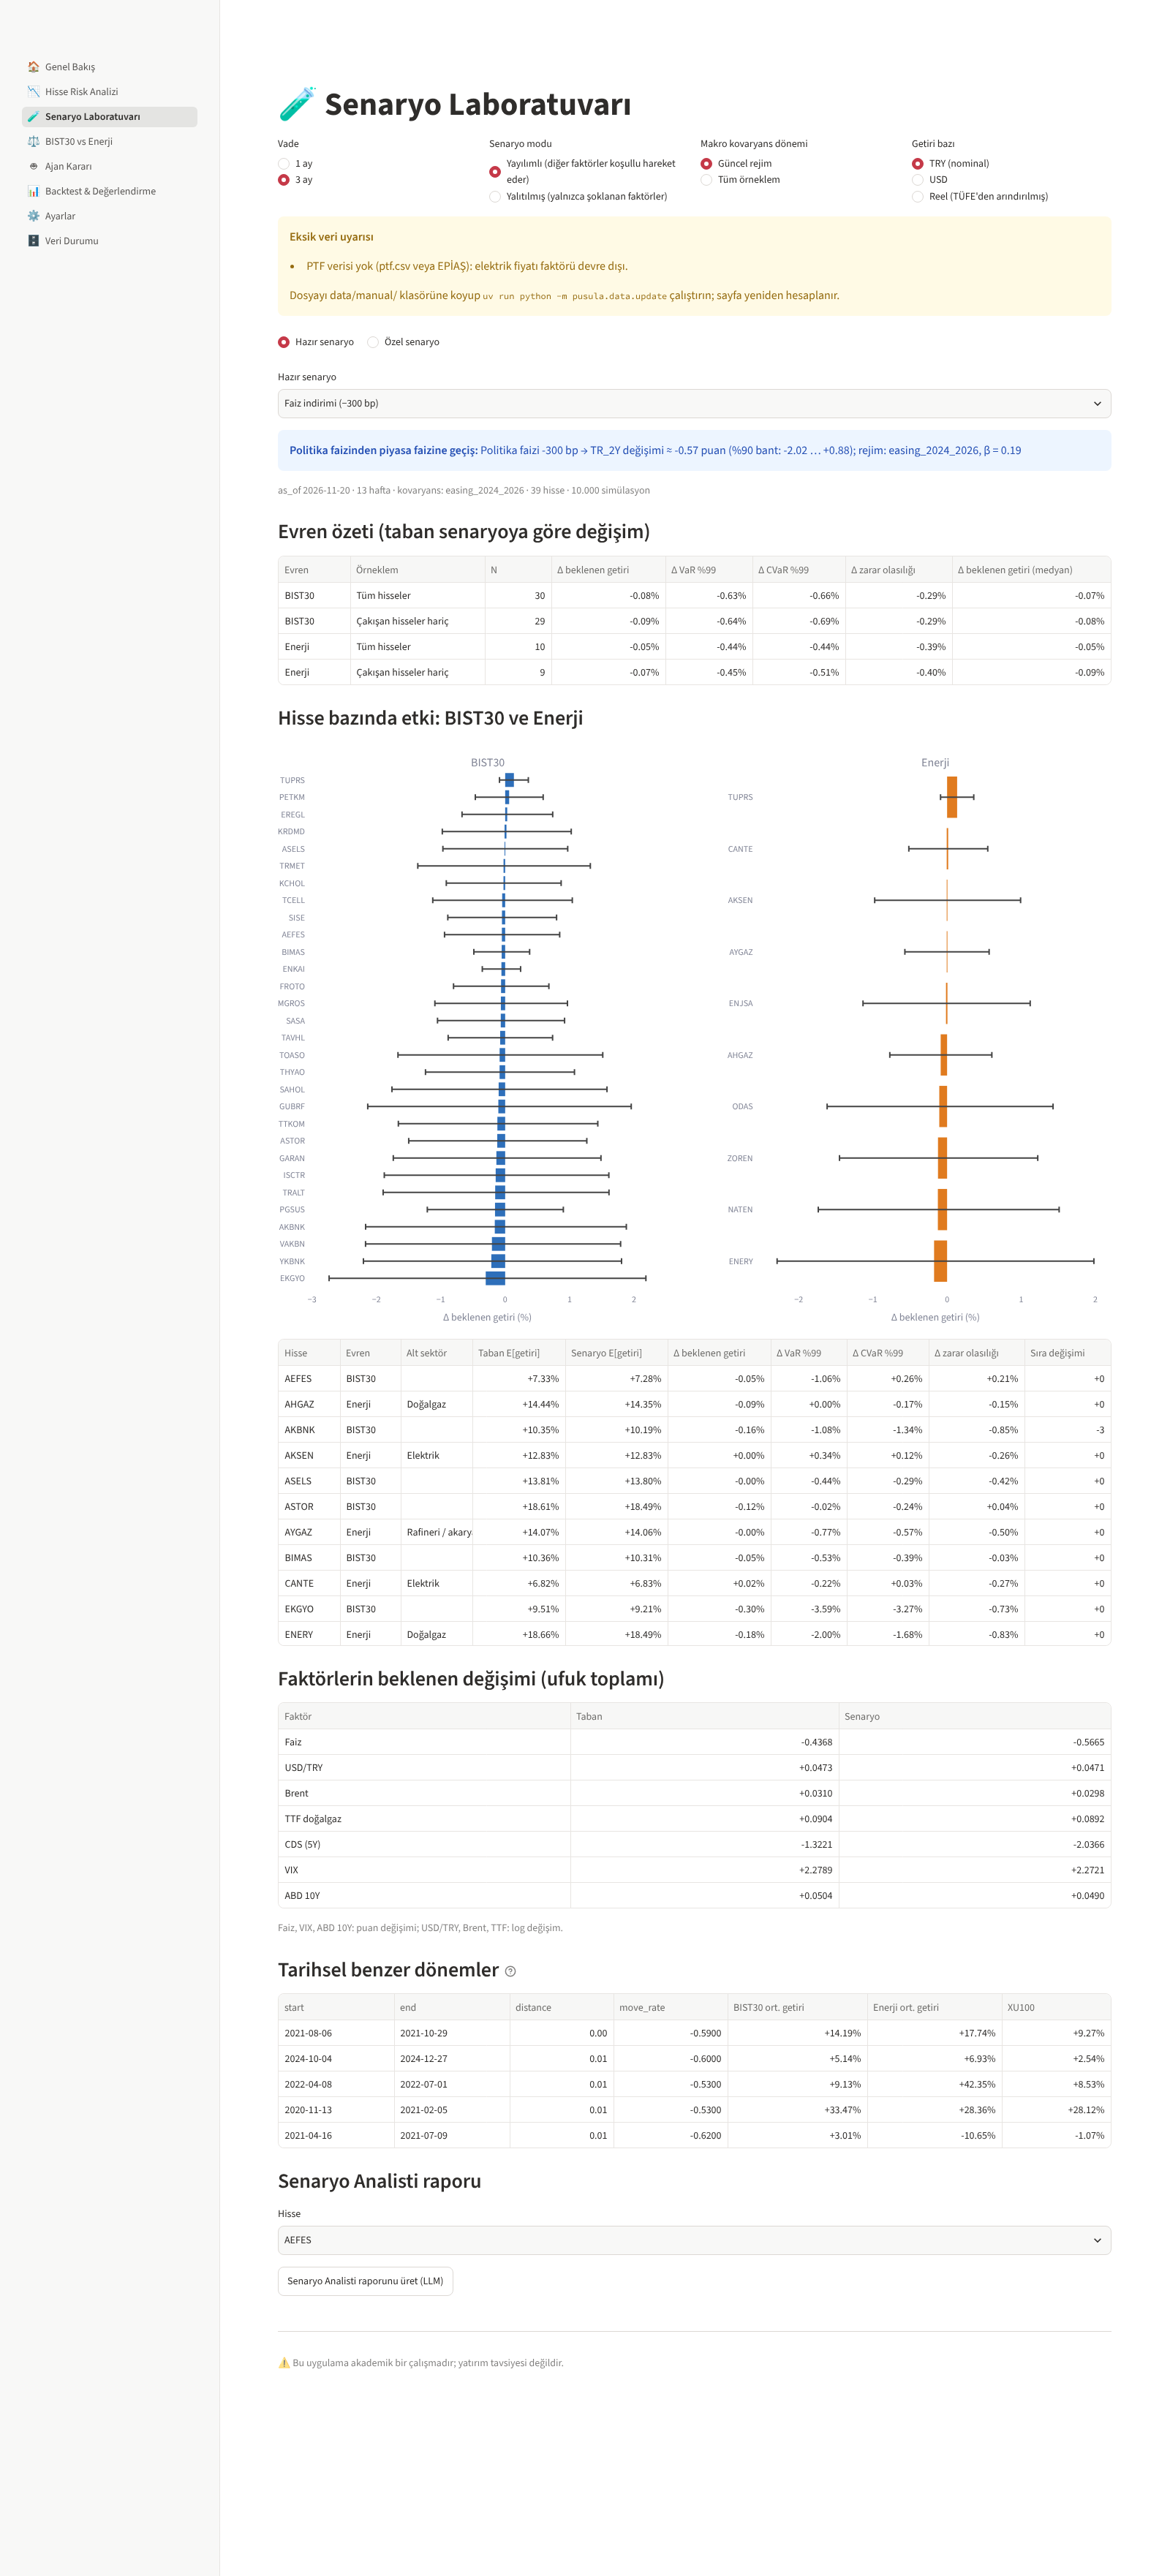 Genel Bakış
Hisse Risk Analizi
Senaryo Laboratuvarı
BIST30 vs Enerji
Ajan Kararı
Backtest & Değerlendirme
Ayarlar
Veri Durumu
Senaryo Laboratuvarı
Vade
1 ay
3 ay
Senaryo modu
Yayılımlı (diğer faktörler koşullu hareket
eder)
Yalıtılmış (yalnızca şoklanan faktörler)
Makro kovaryans dönemi
Güncel rejim
Tüm örneklem
Getiri bazı
TRY (nominal)
USD
Reel (TÜFE'den arındırılmış)
Eksik veri uyarısı
• PTF verisi yok (ptf.csv veya EPİAŞ): elektrik fiyatı faktörü devre dışı.
Dosyayı data/manual/ klasörüne koyup uv run python -m pusula.data.update çalıştırın; sayfa yeniden hesaplanır.
Hazır senaryo Özel senaryo
Hazır senaryo
Faiz indirimi (−300 bp)
Politika faizinden piyasa faizine geçiş: Politika faizi -300 bp → TR_2Y değişimi ≈ -0.57 puan (%90 bant: -2.02 … +0.88); rejim: easing_2024_2026, β = 0.19
as_of 2026-11-20 · 13 hafta · kovaryans: easing_2024_2026 · 39 hisse · 10.000 simülasyon
Evren özeti (taban senaryoya göre değişim)
Evren Örneklem N Δ beklenen getiri Δ VaR %99 Δ CVaR %99 Δ zarar olasılığı Δ beklenen getiri (medyan)
BIST30 Tüm hisseler 30 -0.08% -0.63% -0.66% -0.29% -0.07%
BIST30 Çakışan hisseler hariç 29 -0.09% -0.64% -0.69% -0.29% -0.08%
Enerji Tüm hisseler 10 -0.05% -0.44% -0.44% -0.39% -0.05%
Enerji Çakışan hisseler hariç 9 -0.07% -0.45% -0.51% -0.40% -0.09%
Hisse bazında etki: BIST30 ve Enerji
BIST30
TUPRS
PETKM
EREGL
KRDMD
ASELS
TRMET
KCHOL
TCELL
SISE
AEFES
BIMAS
ENKAI
FROTO
MGROS
SASA
TAVHL
TOASO
THYAO
SAHOL
GUBRF
TTKOM
ASTOR
GARAN
ISCTR
TRALT
PGSUS
AKBNK
VAKBN
YKBNK
EKGYO
−3 −2 −1 0 1 2
Δ beklenen getiri (%)
Enerji
TUPRS
CANTE
AKSEN
AYGAZ
ENJSA
AHGAZ
ODAS
ZOREN
NATEN
ENERY
−2 −1 0 1 2
Δ beklenen getiri (%)
Hisse Evren Alt sektör Taban E[getiri] Senaryo E[getiri] Δ beklenen getiri Δ VaR %99 Δ CVaR %99 Δ zarar olasılığı Sıra değişimi
AEFES BIST30 +7.33% +7.28% -0.05% -1.06% +0.26% +0.21% +0
AHGAZ Enerji Doğalgaz +14.44% +14.35% -0.09% +0.00% -0.17% -0.15% +0
AKBNK BIST30 +10.35% +10.19% -0.16% -1.08% -1.34% -0.85% -3
AKSEN Enerji Elektrik +12.83% +12.83% +0.00% +0.34% +0.12% -0.26% +0
ASELS BIST30 +13.81% +13.80% -0.00% -0.44% -0.29% -0.42% +0
ASTOR BIST30 +18.61% +18.49% -0.12% -0.02% -0.24% +0.04% +0
AYGAZ Enerji Rafineri / akary +14.07% +14.06% -0.00% -0.77% -0.57% -0.50% +0
BIMAS BIST30 +10.36% +10.31% -0.05% -0.53% -0.39% -0.03% +0
CANTE Enerji Elektrik +6.82% +6.83% +0.02% -0.22% +0.03% -0.27% +0
EKGYO BIST30 +9.51% +9.21% -0.30% -3.59% -3.27% -0.73% +0
ENERY Enerji Doğalgaz +18.66% +18.49% -0.18% -2.00% -1.68% -0.83% +0
Faktörlerin beklenen değişimi (ufuk toplamı)
Faktör Taban Senaryo
Faiz -0.4368 -0.5665
USD/TRY +0.0473 +0.0471
Brent +0.0310 +0.0298
TTF doğalgaz +0.0904 +0.0892
CDS (5Y) -1.3221 -2.0366
VIX +2.2789 +2.2721
ABD 10Y +0.0504 +0.0490
Faiz, VIX, ABD 10Y: puan değişimi; USD/TRY, Brent, TTF: log değişim.
Tarihsel benzer dönemler
start end distance move_rate BIST30 ort. getiri Enerji ort. getiri XU100
2021-08-06 2021-10-29 0.00 -0.5900 +14.19% +17.74% +9.27%
2024-10-04 2024-12-27 0.01 -0.6000 +5.14% +6.93% +2.54%
2022-04-08 2022-07-01 0.01 -0.5300 +9.13% +42.35% +8.53%
2020-11-13 2021-02-05 0.01 -0.5300 +33.47% +28.36% +28.12%
2021-04-16 2021-07-09 0.01 -0.6200 +3.01% -10.65% -1.07%
Senaryo Analisti raporu
Hisse
AEFES
Senaryo Analisti raporunu üret (LLM)
Bu uygulama akademik bir çalışmadır; yatırım tavsiyesi değildir.